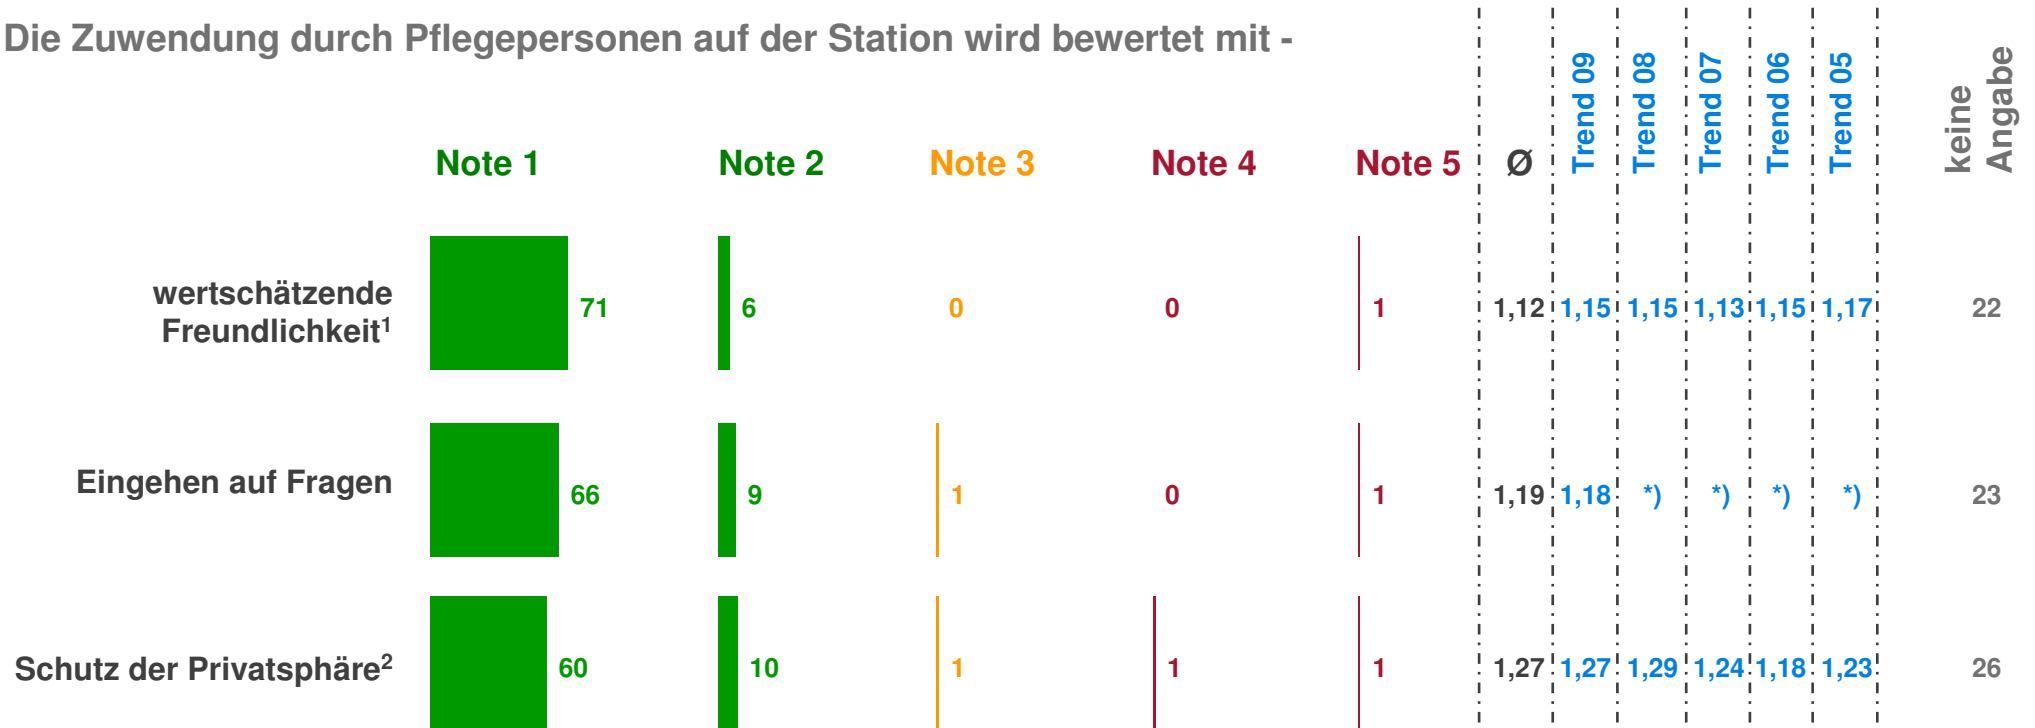 Die Zuwendung durch Pflegepersonen auf der Station wird bewertet mit -
Note 1 Note 2 Note 3 Note 4 Note 5 Ø Trend 09 Trend 08 Trend 07 Trend 06 Trend 05 keine Angabe
wertschätzende
Freundlichkeit¹
71 6 0 0 1 1,12 1,15 1,15 1,13 1,15 1,17 22
Eingehen auf Fragen 66 9 1 0 1 1,19 1,18 *) *) *) *) 23
Schutz der Privatsphäre² 60 10 1 1 1 1,27 1,27 1,29 1,24 1,18 1,23 26